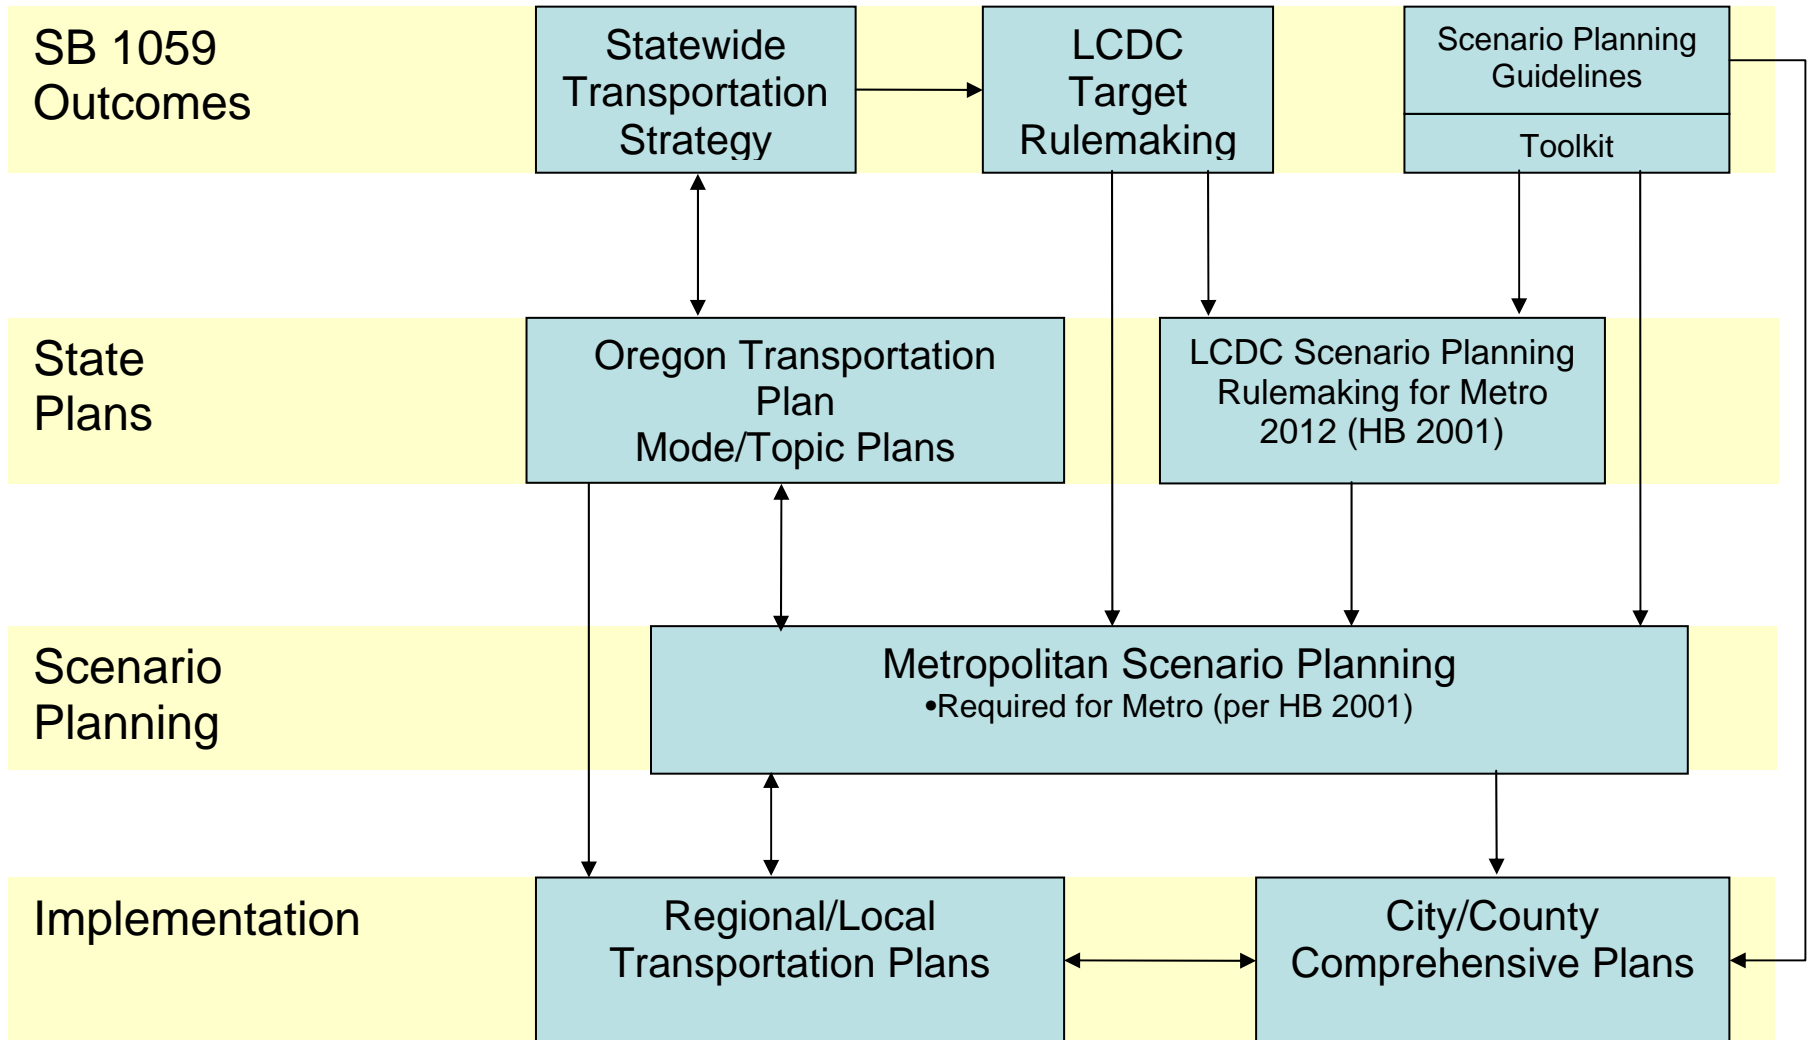 SB 1059
Outcomes
Statewide
Transportation
Strategy
LCDC
Target
Rulemaking
Scenario Planning
Guidelines
Toolkit
State
Plans
Oregon Transportation
Plan
Mode/Topic Plans
LCDC Scenario Planning
Rulemaking for Metro
2012 (HB 2001)
Scenario
Planning
Metropolitan Scenario Planning
•Required for Metro (per HB 2001)
Implementation
Regional/Local
Transportation Plans
City/County
Comprehensive Plans